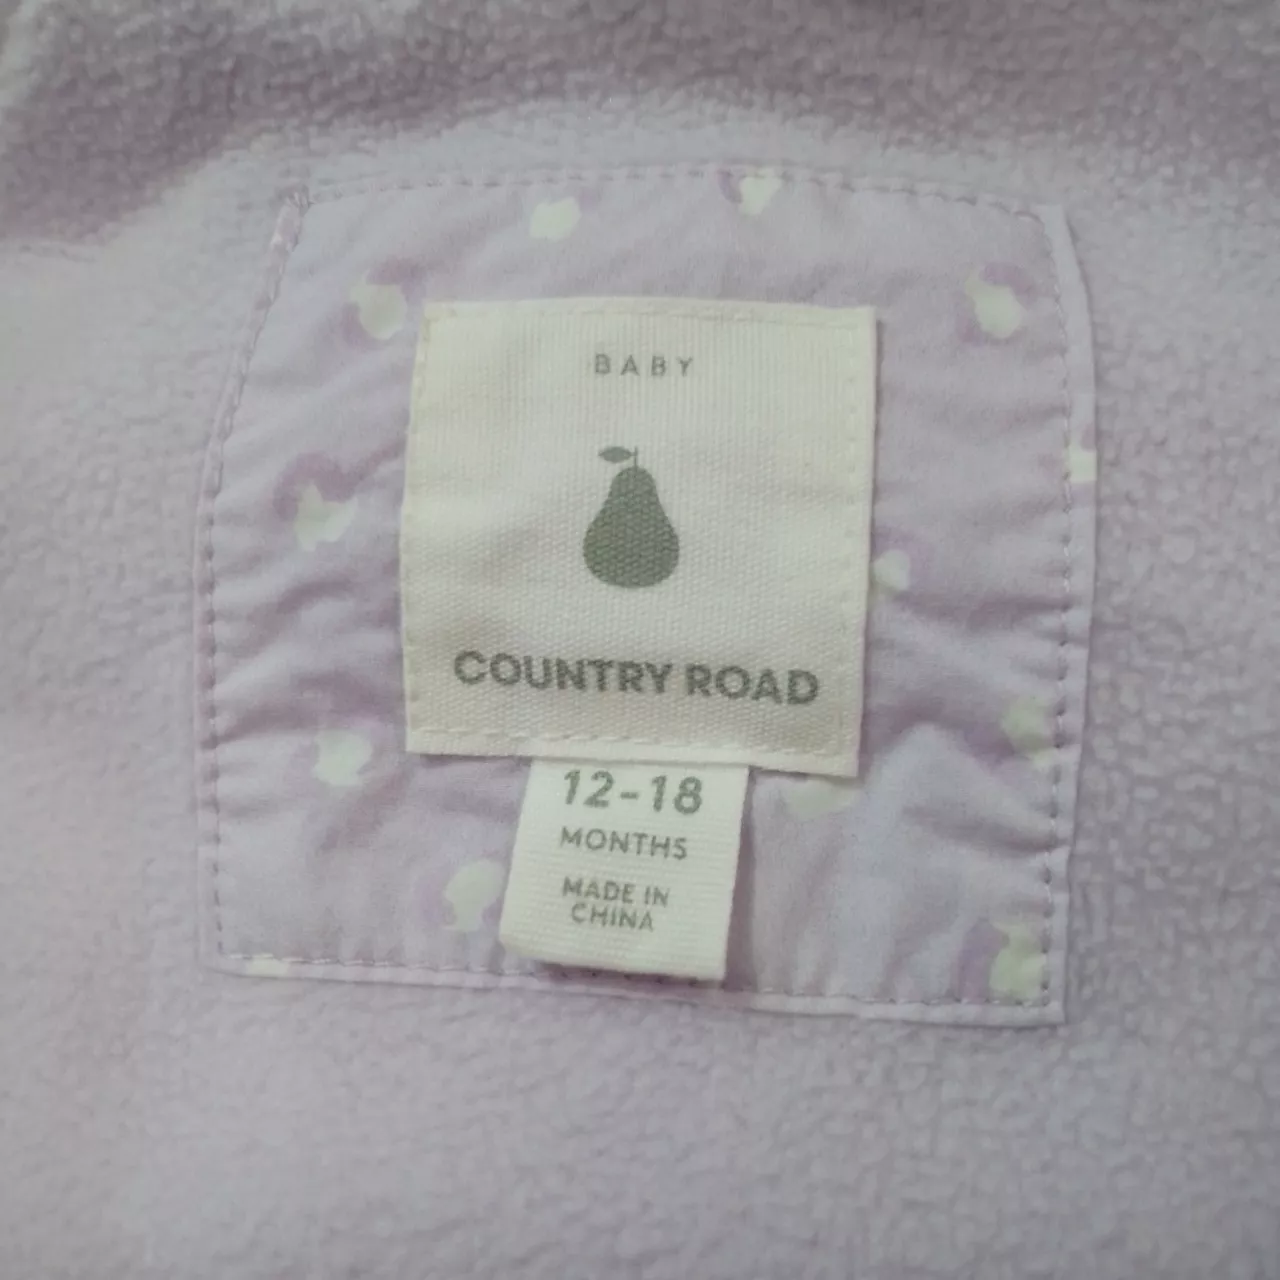 BABY
COUNTRY ROAD
12-18
MONTHS
MADE IN
CHINA